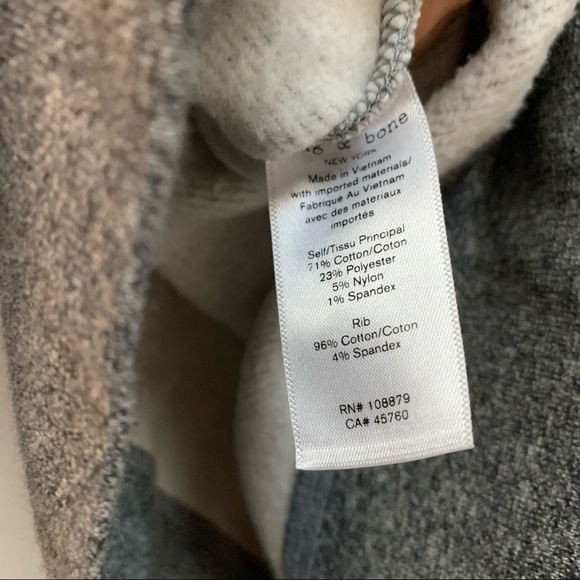 & bone
NEW YORK
Made in Vietnam
with imported materials/
Fabriqué Au Vietnam
avec des materiaux
importés
Self/Tissu Principal
71% Cotton/Coton
23% Polyester
5% Nylon
1% Spandex
Rib
96% Cotton/Coton
4% Spandex
RN# 108879
CA# 45760